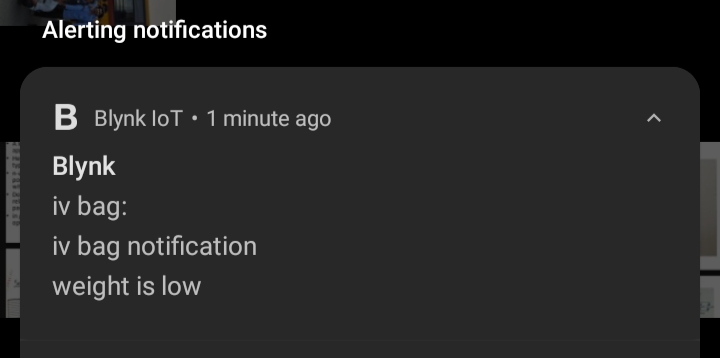 Alerting notifications
B Blynk IoT • 1 minute ago
Blynk
iv bag:
iv bag notification
weight is low